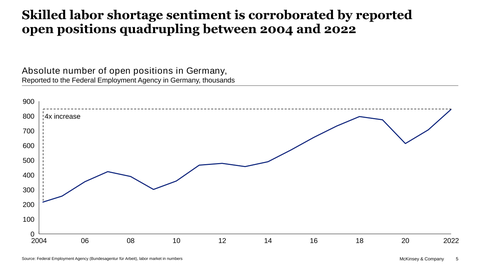 Skilled labor shortage sentiment is corroborated by reported
open positions quadrupling between 2004 and 2022
Absolute number of open positions in Germany,
Reported to the Federal Employment Agency in Germany, thousands
900
4x increase
800
700
600
500
400
300
200
100
0
2004 06 08 10 12 14 16 18 20 2022
Source: Federal Employment Agency (Bundesagentur für Arbeit), labor market in numbers
McKinsey & Company 5